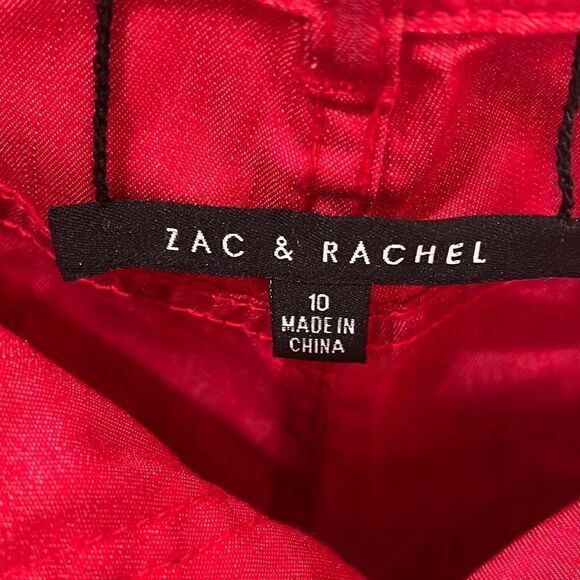 ZAC & RACHEL
10
MADE IN
CHINA